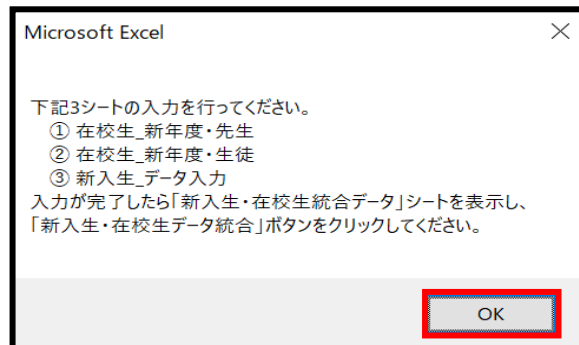 Microsoft Excel
下記3シートの入力を行ってください。
① 在校生_新年度・先生
② 在校生_新年度・生徒
③ 新入生_データ入力
入力が完了したら「新入生・在校生統合データ」シートを表示し、
「新入生・在校生データ統合」ボタンをクリックしてください。
OK